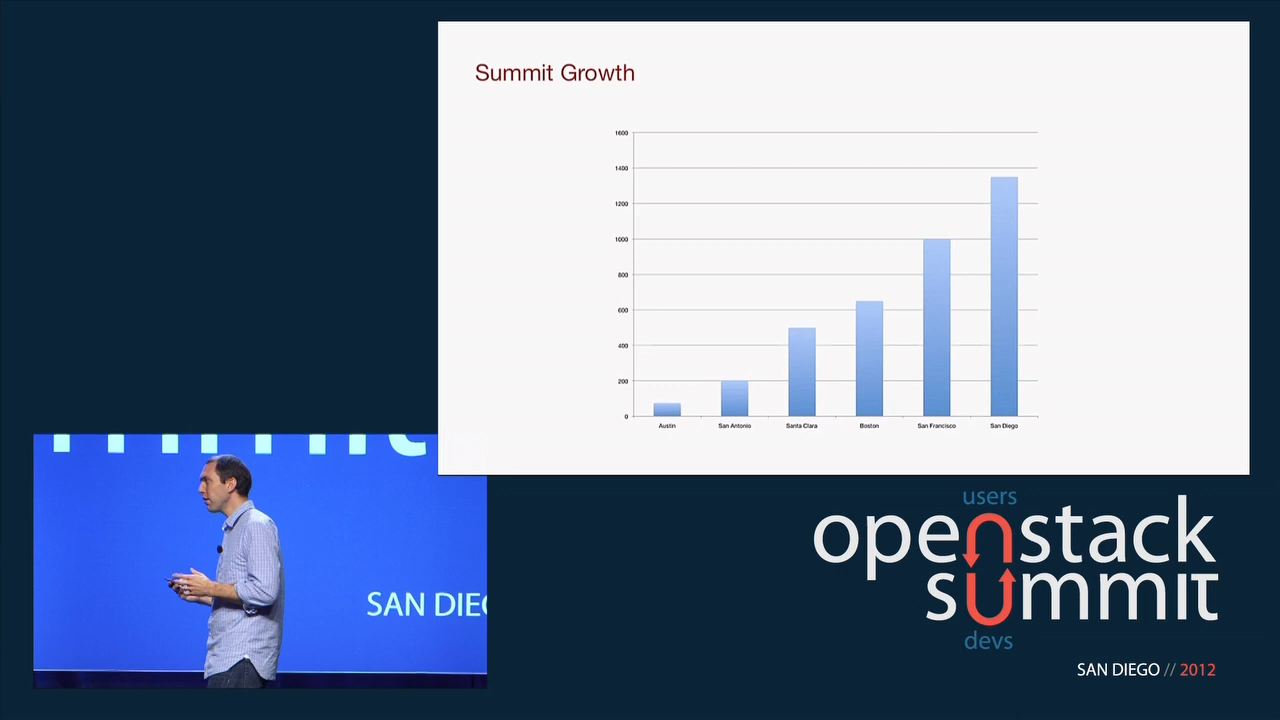 Summit Growth
1600
1400
1200
1000
800
600
400
200
0
Austin
San Antonio
Santa Clara
Boston
San Francisco
San Diego
SAN DIEG
users
openstack
summit
devs
SAN DIEGO // 2012